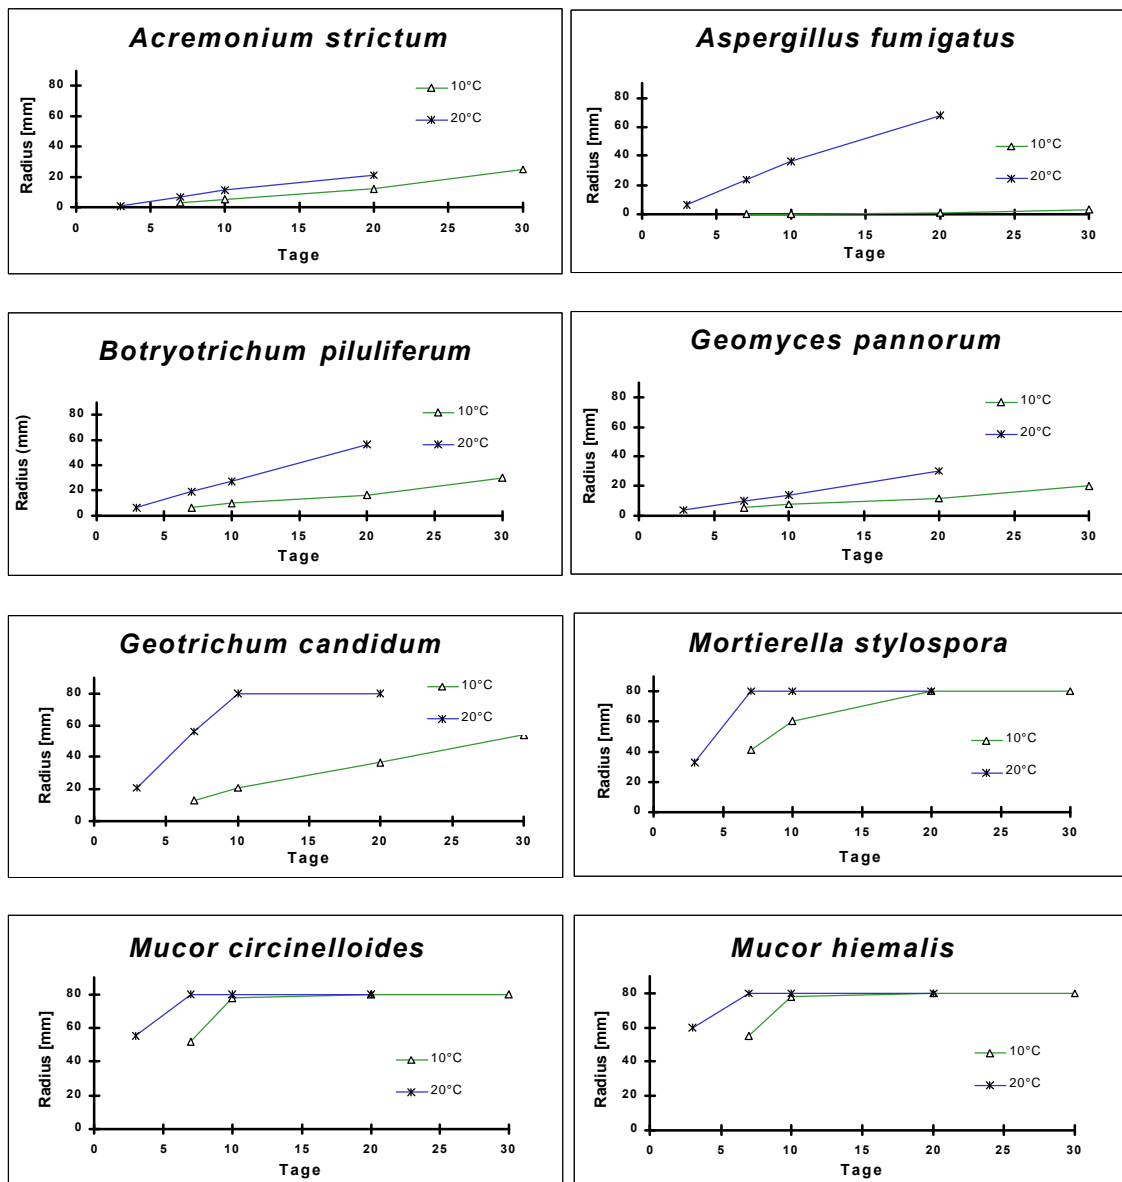 Acremonium strictum
Radius [mm]
80
60
40
20
0
10°C
20°C
0 5 10 15 20 25 30
Tage
Aspergillus fumigatus
Radius [mm]
80
60
40
20
0
10°C
20°C
0 5 10 15 20 25 30
Tage
Botryotrichum piluliferum
Radius (mm)
80
60
40
20
0
10°C
20°C
0 5 10 15 20 25 30
Tage
Geomyces pannorum
Radius [mm]
80
60
40
20
0
10°C
20°C
0 5 10 15 20 25 30
Tage
Geotrichum candidum
Radius [mm]
80
60
40
20
0
10°C
20°C
0 5 10 15 20 25 30
Tage
Mortierella stylospora
Radius [mm]
80
60
40
20
0
10°C
20°C
0 5 10 15 20 25 30
Tage
Mucor circinelloides
Radius [mm]
80
60
40
20
0
10°C
20°C
0 5 10 15 20 25 30
Tage
Mucor hiemalis
Radius [mm]
80
60
40
20
0
10°C
20°C
0 5 10 15 20 25 30
Tage